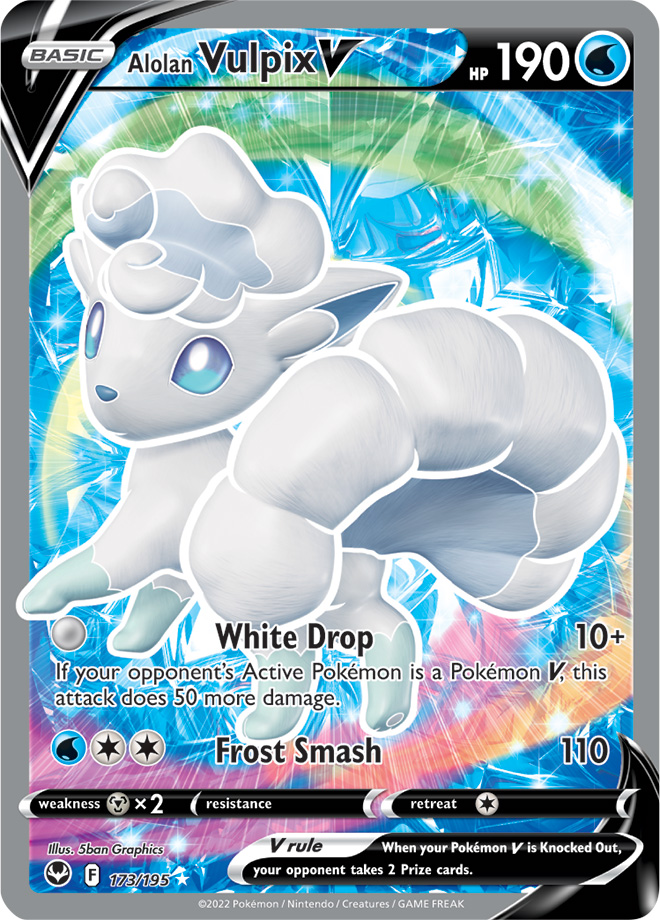 BASIC Alolan Vulpix V HP 190
White Drop 10+
If your opponent's Active Pokémon is a Pokémon V, this
attack does 50 more damage.
Frost Smash 110
weakness ×2 resistance retreat
Illus. 5ban Graphics
V rule When your Pokémon V is Knocked Out,
your opponent takes 2 Prize cards.
F 173/195
©2022 Pokémon / Nintendo / Creatures / GAME FREAK